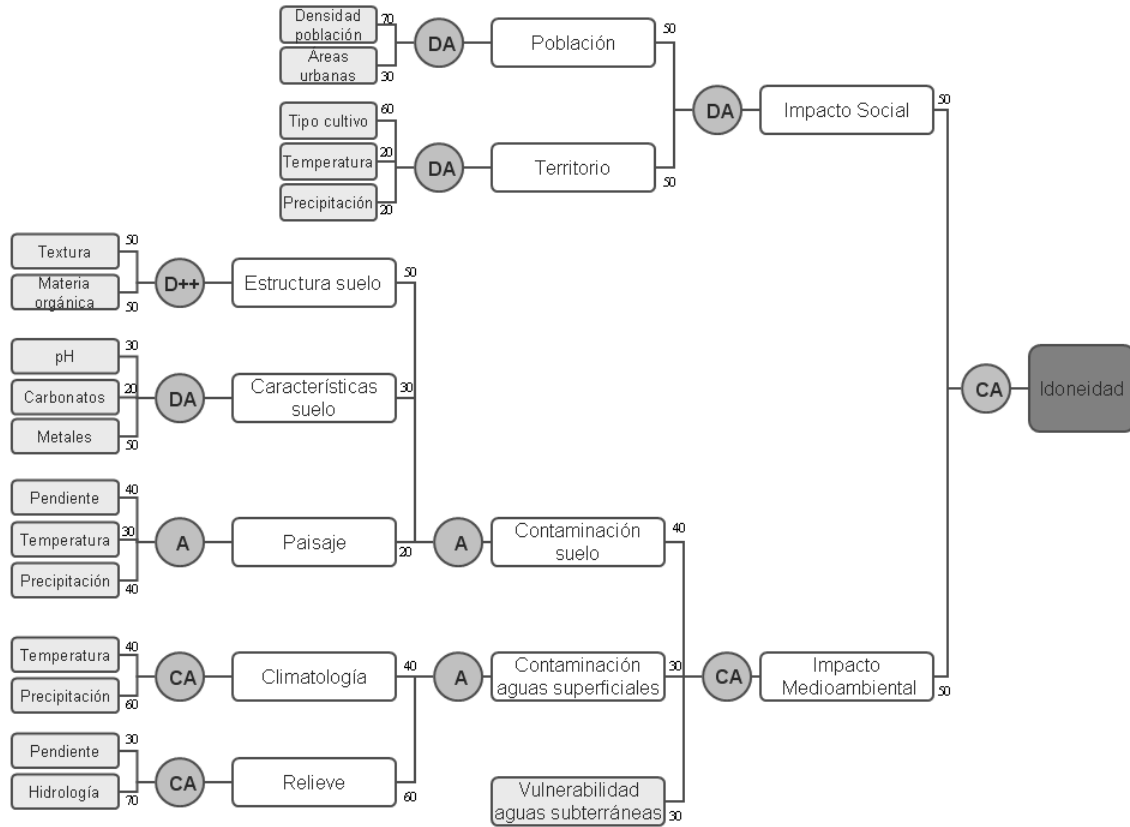 Densidad
población
70
Areas
urbanas
30
DA
Población
50
Tipo cultivo
60
Temperatura
20
Precipitación
20
DA
Territorio
50
DA
Impacto Social
50
Textura
50
Materia
orgánica
50
D++
Estructura suelo
50
pH
30
Carbonatos
20
Metales
50
DA
Características
suelo
30
CA
Idoneidad
Pendiente
40
Temperatura
30
Precipitación
40
A
Paisaje
20
A
Contaminación
suelo
40
Temperatura
40
Precipitación
60
CA
Climatología
40
A
Contaminación
aguas superficiales
30
CA
Impacto
Medioambiental
50
Pendiente
30
Hidrología
70
CA
Relieve
60
Vulnerabilidad
aguas subterráneas
30